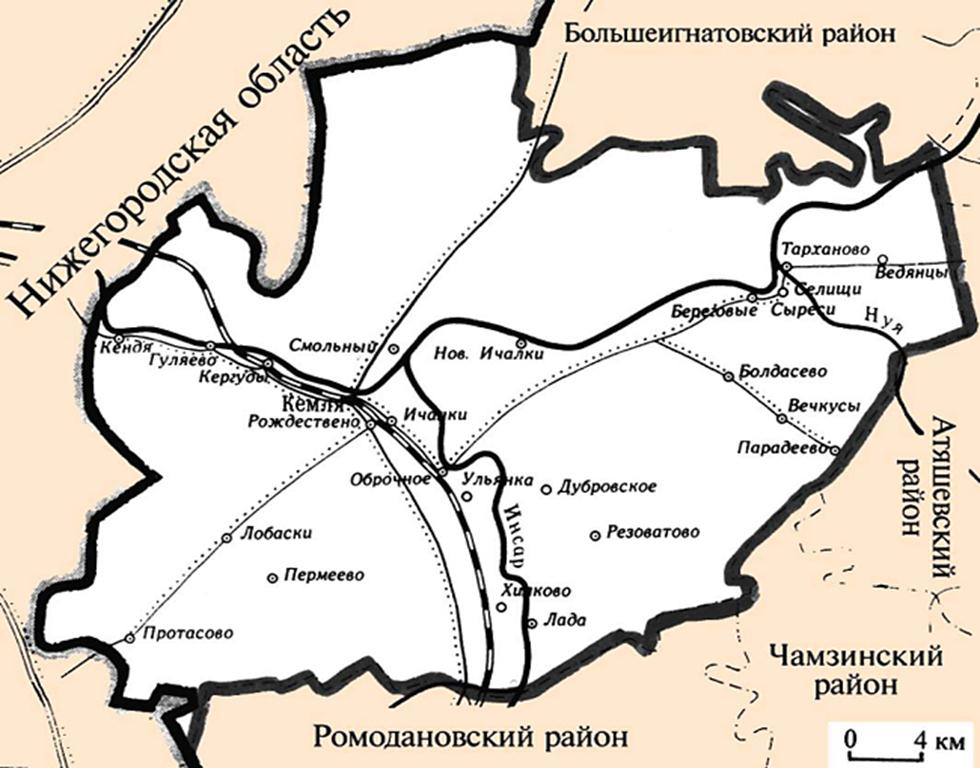 Большеигнатовский район
Нижегородская область
Тарханово
Ведянцы
Селищи
Береговые Сыреси
Нуя
Кендя
Гуляево
Кергуды
Смольный
Нов. Ичалки
Кемля
Рождествено
Ичалки
Болдасево
Вечкусы
Парадеево
Оброчное
Ульянка
Дубровское
Инсар
Резоватово
Лобаски
Пермеево
Хилково
Лада
Протасово
Атяшевский
район
Чамзинский
район
Ромодановский район
0 4 км